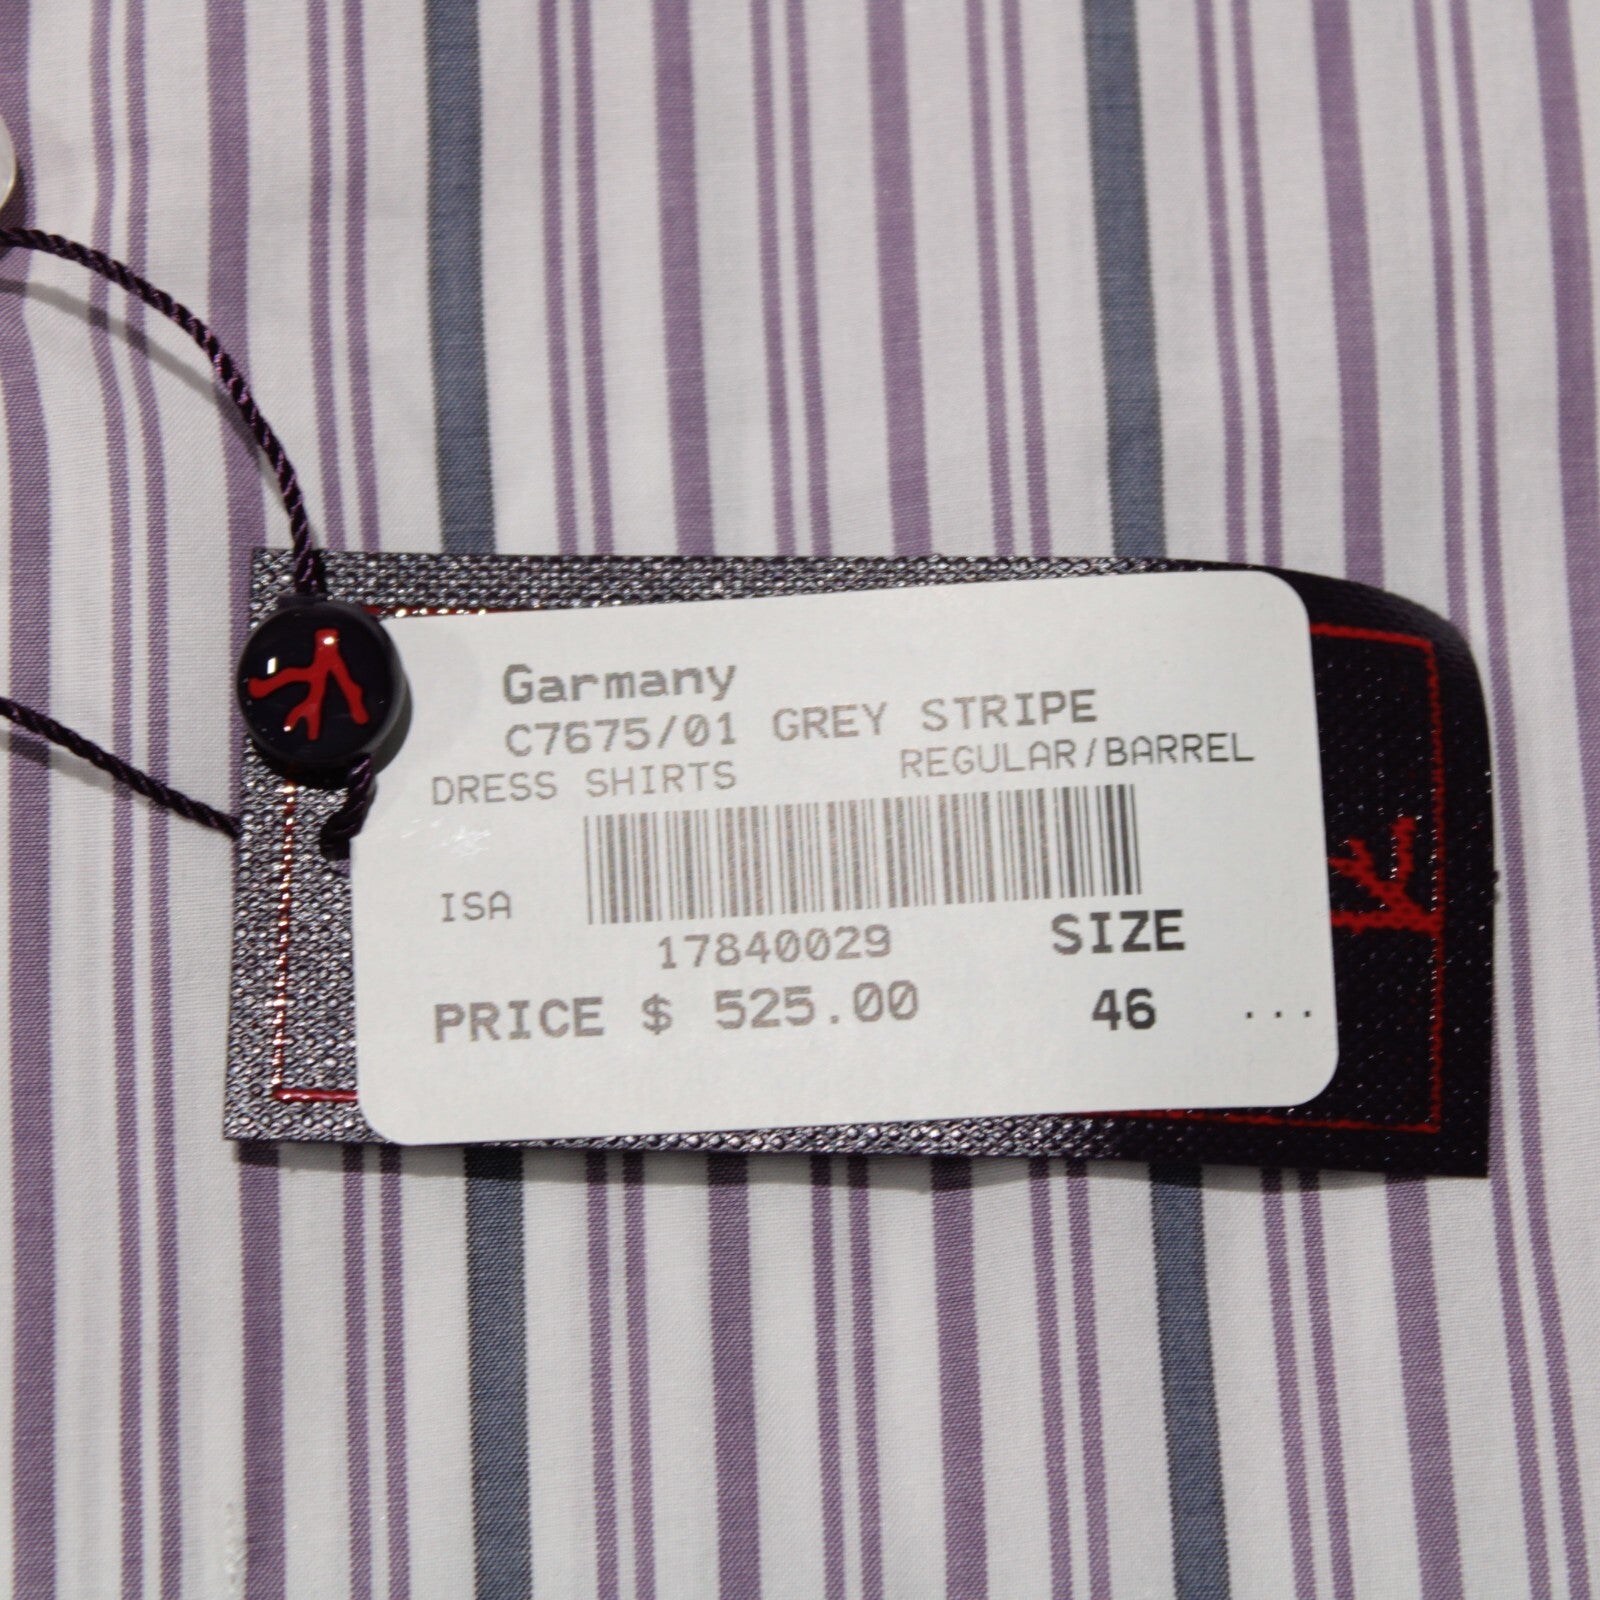 Garmany
C7675/01 GREY STRIPE
DRESS SHIRTS REGULAR/BARREL
ISA
17840029 SIZE
PRICE $ 525.00 46 ...